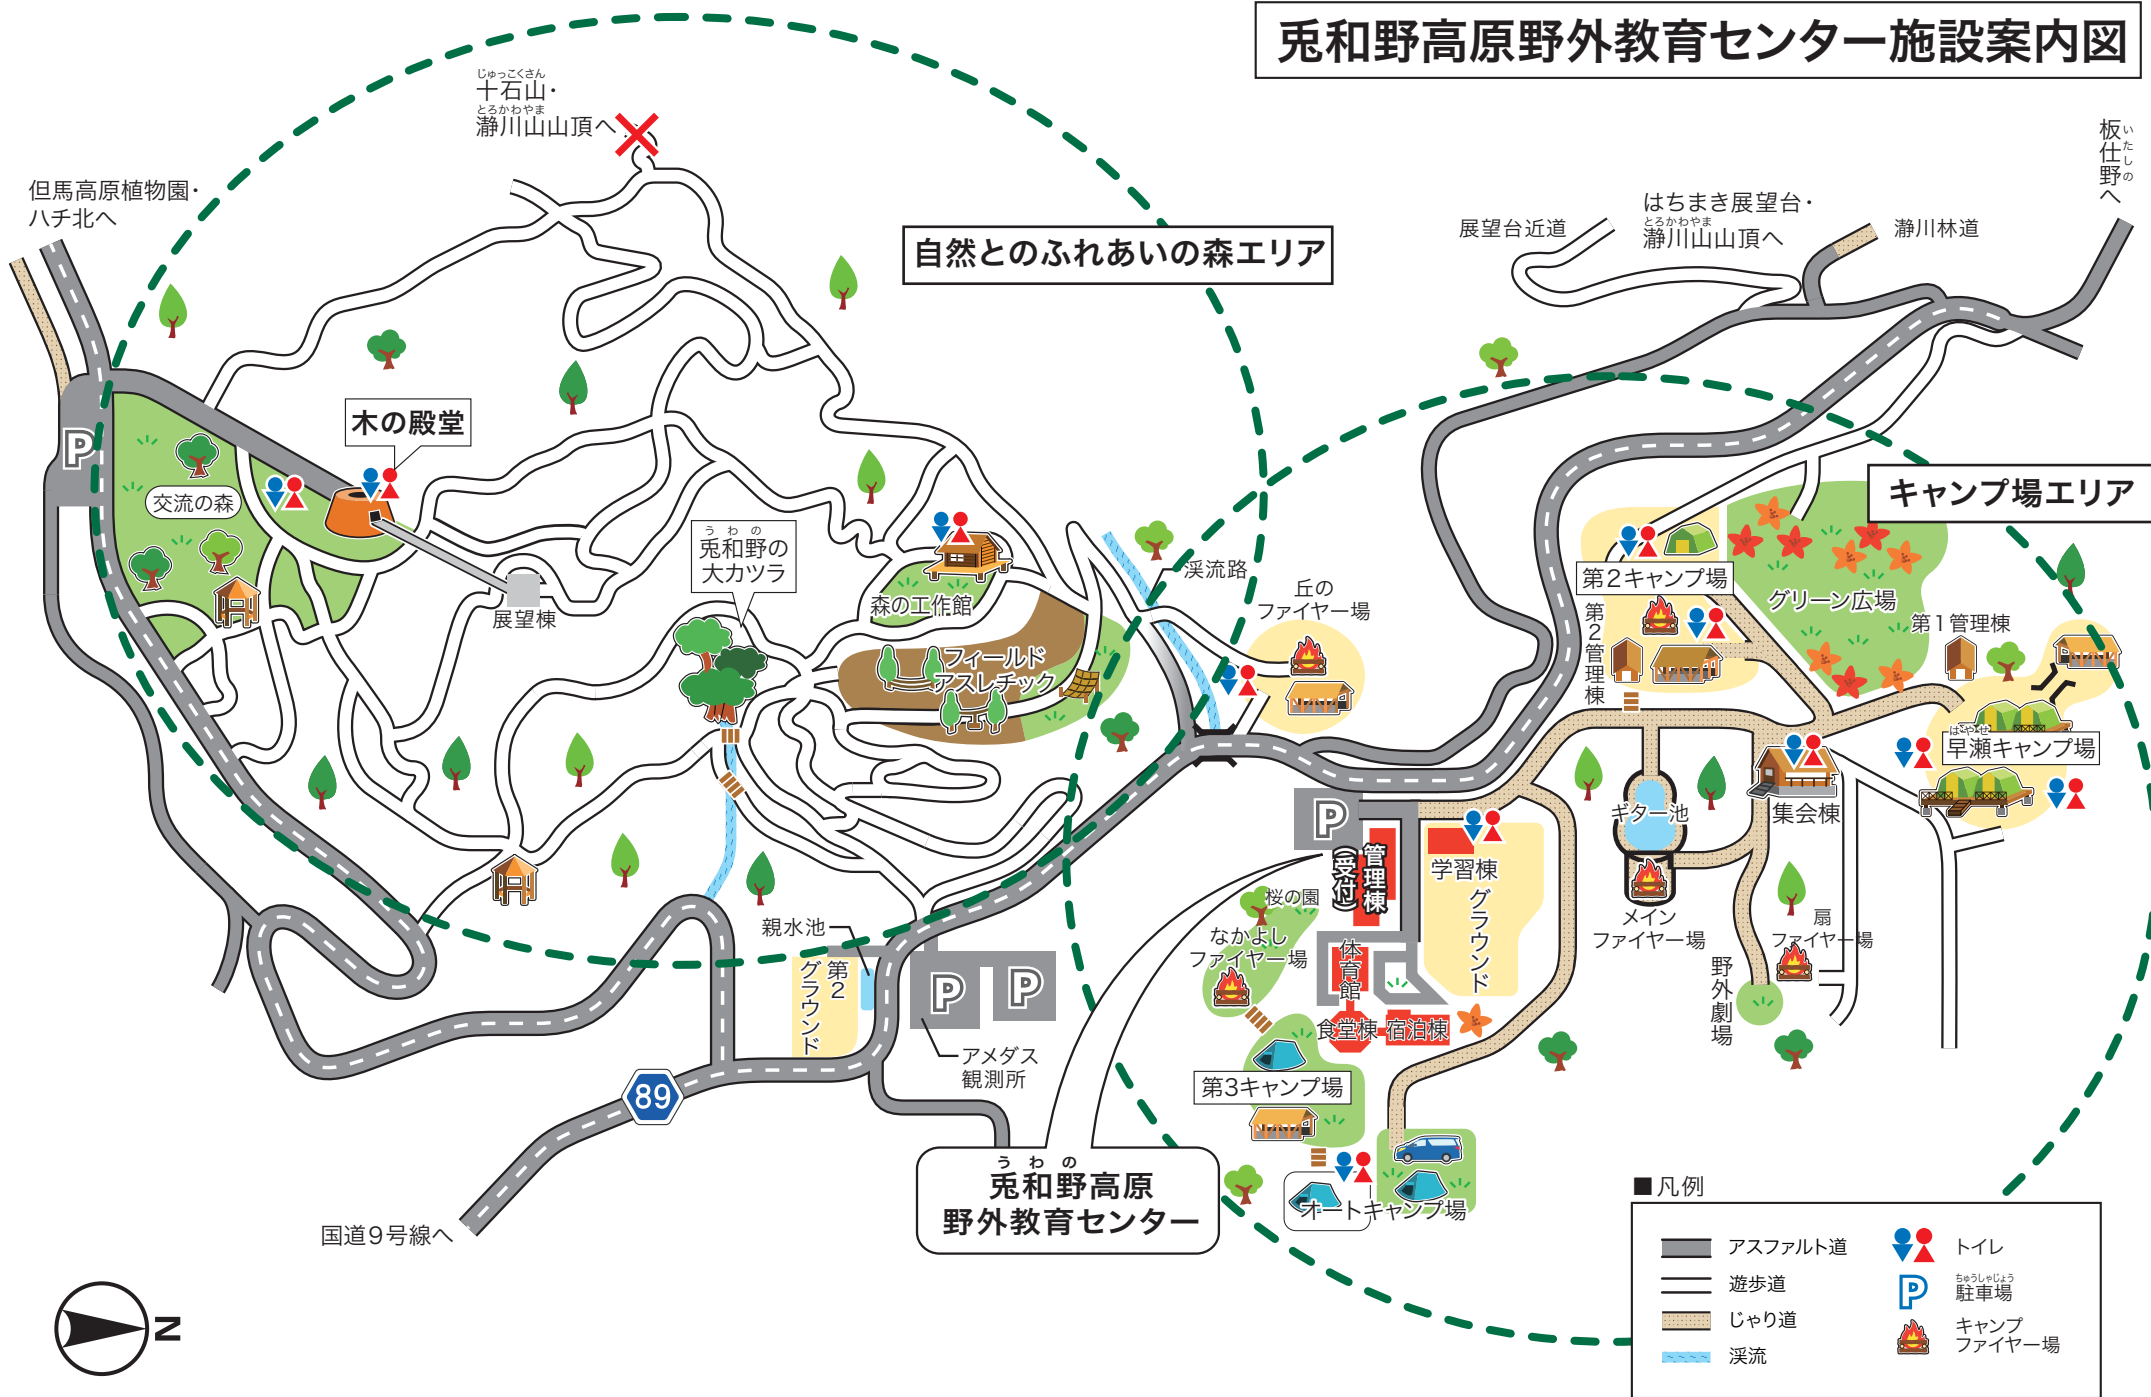 兎和野高原野外教育センター施設案内図
じゅっこくさん
十石山・
とろかわやま
瀞川山山頂へ
但馬高原植物園・
ハチ北へ
自然とのふれあいの森エリア
展望台近道
はちまき展望台・
とろかわやま
瀞川山山頂へ
瀞川林道
いたしの
板仕野へ
木の殿堂
P
交流の森
うわの
兎和野の
大カツラ
展望棟
森の工作館
フィールド
アスレチック
渓流路
丘の
ファイヤー場
キャンプ場エリア
第2キャンプ場
グリーン広場
第2管理棟
第1管理棟
はやせ
早瀬キャンプ場
ギター池
集会棟
メイン
ファイヤー場
扇
ファイヤー場
野外劇場
P
管理棟
(受付)
学習棟
グラウンド
桜の園
なかよし
ファイヤー場
体育館
食堂棟
宿泊棟
第3キャンプ場
オートキャンプ場
親水池
第2
グラウンド
P
P
アメダス
観測所
89
国道9号線へ
うわの
兎和野高原
野外教育センター
N
■凡例
アスファルト道
遊歩道
じゃり道
渓流
トイレ
P
ちゅうしゃじょう
駐車場
キャンプ
ファイヤー場